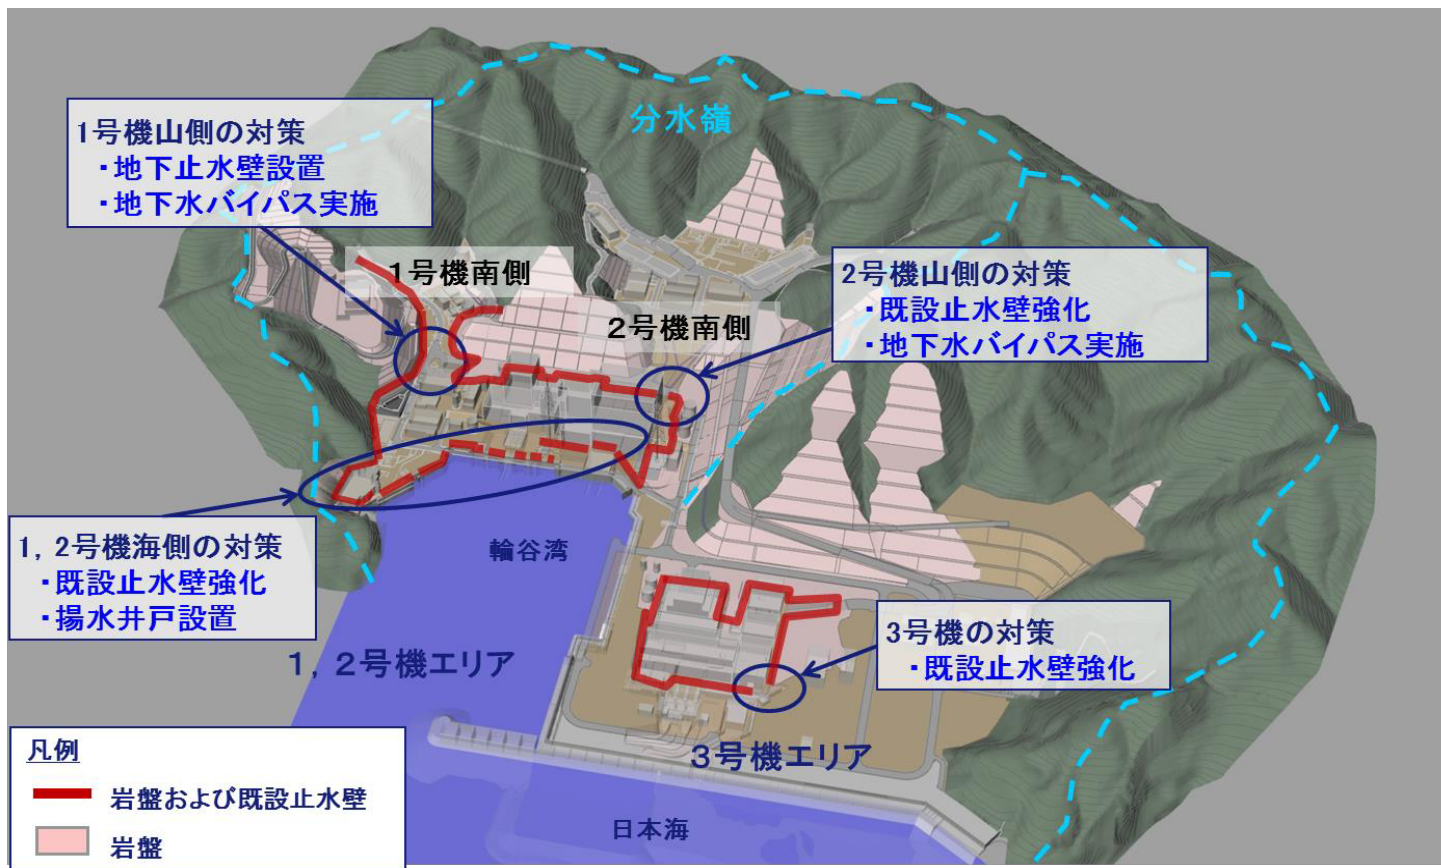 分水嶺
1号機山側の対策
・地下止水壁設置
・地下水バイパス実施
1号機南側
2号機南側
2号機山側の対策
・既設止水壁強化
・地下水バイパス実施
1, 2号機海側の対策
・既設止水壁強化
・揚水井戸設置
輪谷湾
1, 2号機エリア
3号機の対策
・既設止水壁強化
3号機エリア
日本海
凡例
岩盤および既設止水壁
岩盤